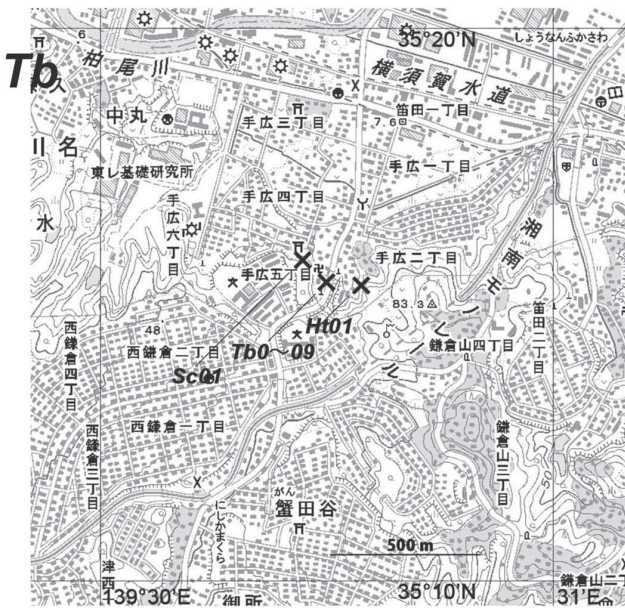 6
35°20'N
しょうなんふかさわ
Tb
柏尾川
横須賀水道
中丸
手広三丁目
笛田一丁目
7.6
川名
東レ基礎研究所
手広一丁目
手広四丁目
水
手広六丁目
手広二丁目
湘南モノレール
手広五丁目
83.3
笛田二丁目
48
Ht01
西鎌倉二丁目
Tb0～09
鎌倉山四丁目
西鎌倉四丁目
Sc01
西鎌倉一丁目
西鎌倉三丁目
鎌倉山三丁目
がん
蟹田谷
にしかまくら
500 m
津西
鎌倉山二丁
139°30'E
御所
35°10'N
31'E